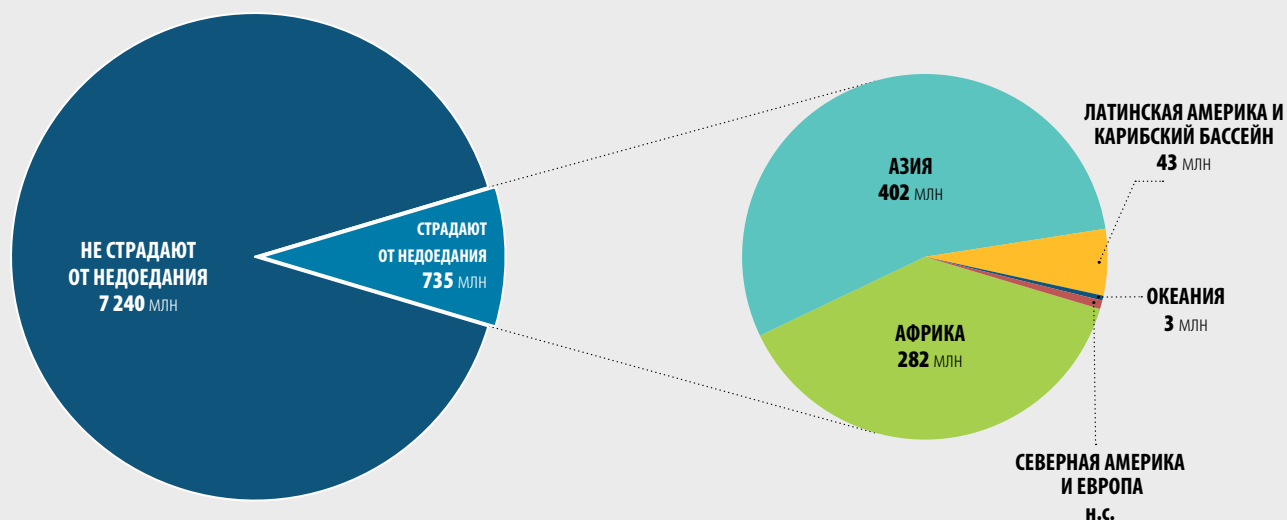 НЕ СТРАДАЮТ
ОТ НЕДОЕДАНИЯ
7 240 МЛН
СТРАДАЮТ
ОТ НЕДОЕДАНИЯ
735 МЛН
АЗИЯ
402 МЛН
АФРИКА
282 МЛН
ЛАТИНСКАЯ АМЕРИКА И
КАРИБСКИЙ БАССЕЙН
43 МЛН
ОКЕАНИЯ
3 МЛН
СЕВЕРНАЯ АМЕРИКА
И ЕВРОПА
н.с.